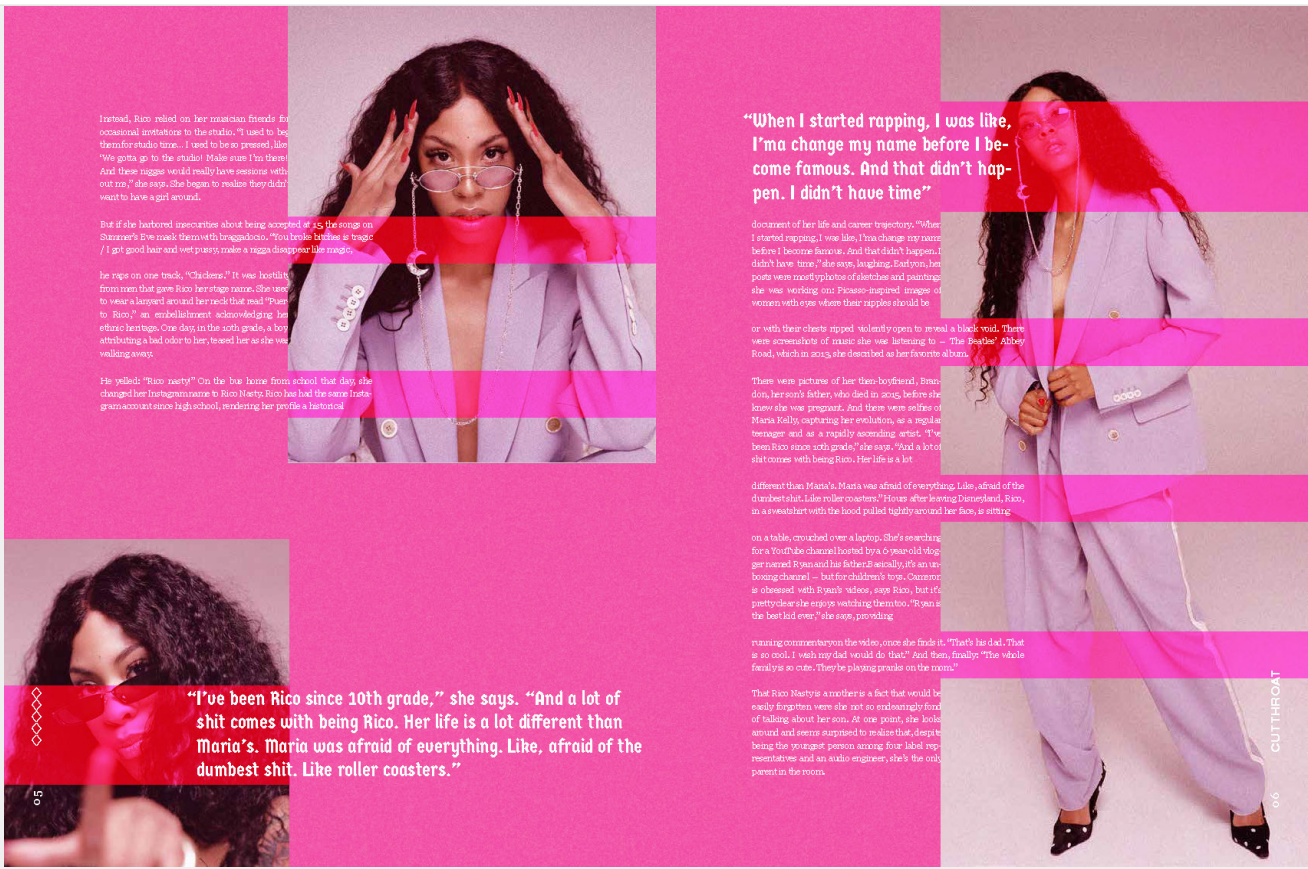 Instead, Rico relied on her musician friends for
occasional invitations to the studio. “I used to beg
them for studio time... I used to be so pressed, like
‘We gotta go to the studio! Make sure I’m there!’
And these niggas would really have sessions with-
out me,” she says. She began to realize they didn’t
want to have a girl around.
But if she harbored insecurities about being accepted at 15, the songs on
Summer’s Eve mask them with braggadocio. “You broke bitches is tragic
/ I got good hair and wet pussy, make a nigga disappear like magic,
he raps on one track, “Chickens.” It was hostility
from men that gave Rico her stage name. She used
to wear a lanyard around her neck that read “Puer-
to Rico,” an embellishment acknowledging her
ethnic heritage. One day, in the 10th grade, a boy
attributing a bad odor to her, teased her as she was
walking away.
He yelled: “Rico nasty!” On the bus home from school that day, she
changed her Instagram name to Rico Nasty. Rico has had the same Insta-
gram account since high school, rendering her profile a historical
“I’ve been Rico since 10th grade,” she says. “And a lot of
shit comes with being Rico. Her life is a lot different than
Maria’s. Maria was afraid of everything. Like, afraid of the
dumbest shit. Like roller coasters.”
05
“When I started rapping, I was like,
I’ma change my name before I be-
come famous. And that didn’t hap-
pen. I didn’t have time”
document of her life and career trajectory. “When
I started rapping, I was like, I’ma change my name
before I become famous. And that didn’t happen. I
didn’t have time,” she says, laughing. Early on, her
posts were mostly photos of sketches and paintings
she was working on: Picasso-inspired images of
women with eyes where their nipples should be
or with their chests ripped violently open to reveal a black void. There
were screenshots of music she was listening to – The Beatles’ Abbey
Road, which in 2013, she described as her favorite album.
There were pictures of her then-boyfriend, Bran-
don, her son’s father, who died in 2015, before she
knew she was pregnant. And there were selfies of
Maria Kelly, capturing her evolution, as a regular
teenager and as a rapidly ascending artist. “I’ve
been Rico since 10th grade,” she says. “And a lot of
shit comes with being Rico. Her life is a lot
different than Maria’s. Maria was afraid of everything. Like, afraid of the
dumbest shit. Like roller coasters.” Hours after leaving Disneyland, Rico,
in a sweatshirt with the hood pulled tightly around her face, is sitting
on a table, crouched over a laptop. She’s searching
for a YouTube channel hosted by a 6-year-old vlog-
ger named Ryan and his father.Basically, it’s an un-
boxing channel – but for children’s toys. Cameron
is obsessed with Ryan’s videos, says Rico, but it’s
pretty clear she enjoys watching them too. “Ryan is
the best kid ever,” she says, providing
running commentary on the video, once she finds it. “That’s his dad. That
is so cool. I wish my dad would do that.” And then, finally: “The whole
family is so cute. They be playing pranks on the mom.”
That Rico Nasty is a mother is a fact that would be
easily forgotten were she not so endearingly fond
of talking about her son. At one point, she looks
around and seems surprised to realize that, despite
being the youngest person among four label rep-
resentatives and an audio engineer, she’s the only
parent in the room.
CUTTHROAT
06